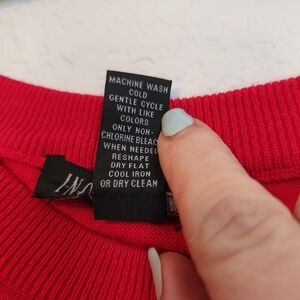 MACHINE WASH
COLD
GENTLE CYCLE
WITH LIKE
COLORS
ONLY NON-
CHLORINE BLEAC
WHEN NEEDED
RESHAPE
DRY FLAT
COOL IRON
OR DRY CLEAN